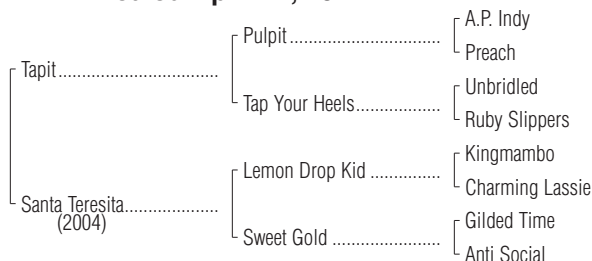 A.P. Indy
Pulpit
Preach
Tapit
Unbridled
Tap Your Heels
Ruby Slippers
Kingmambo
Lemon Drop Kid
Charming Lassie
Santa Teresita
(2004)
Gilded Time
Sweet Gold
Anti Social